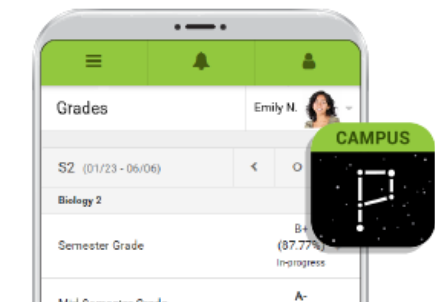 Grades
Emily N.
CAMPUS
S2 (01/23 - 06/06)
Biology 2
Semester Grade
B+
(87.77%)
In-progress
A-